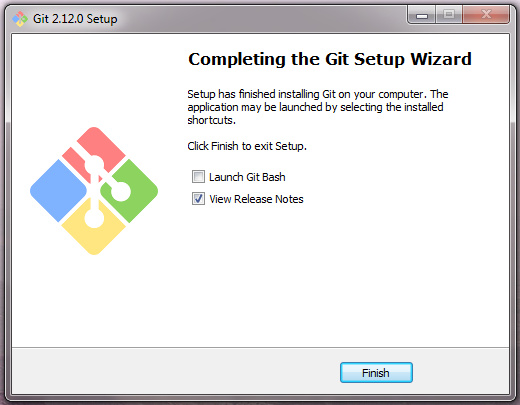 Git 2.12.0 Setup
Completing the Git Setup Wizard
Setup has finished installing Git on your computer. The
application may be launched by selecting the installed
shortcuts.
Click Finish to exit Setup.
Launch Git Bash
View Release Notes
Finish